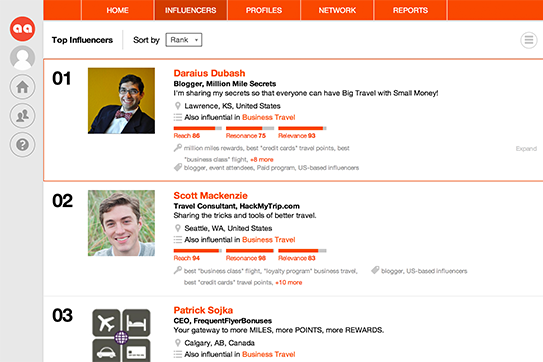 HOME INFLUENCERS PROFILES NETWORK REPORTS
aa
Top Influencers Sort by Rank
01
Daraius Dubash
Blogger, Million Mile Secrets
I'm sharing my secrets so that everyone can have Big Travel with Small Money!
Lawrence, KS, United States
Also influential in Business Travel
Reach 86 Resonance 75 Relevance 93
million miles rewards, best "credit cards" travel points, best
"business class" flight, +8 more
Expand
blogger, event attendees, Paid program, US-based influencers
02
Scott Mackenzie
Travel Consultant, HackMyTrip.com
Sharing the tricks and tools of better travel.
Seattle, WA, United States
Also influential in Business Travel
Reach 94 Resonance 98 Relevance 83
best "business class" flight, "loyalty program" business travel,
best "credit cards" travel points, +10 more
blogger, US-based influencers
03
Patrick Sojka
CEO, FrequentFlyerBonuses
Your gateway to more MILES, more POINTS, more REWARDS.
Calgary, AB, Canada
Also influential in Business Travel